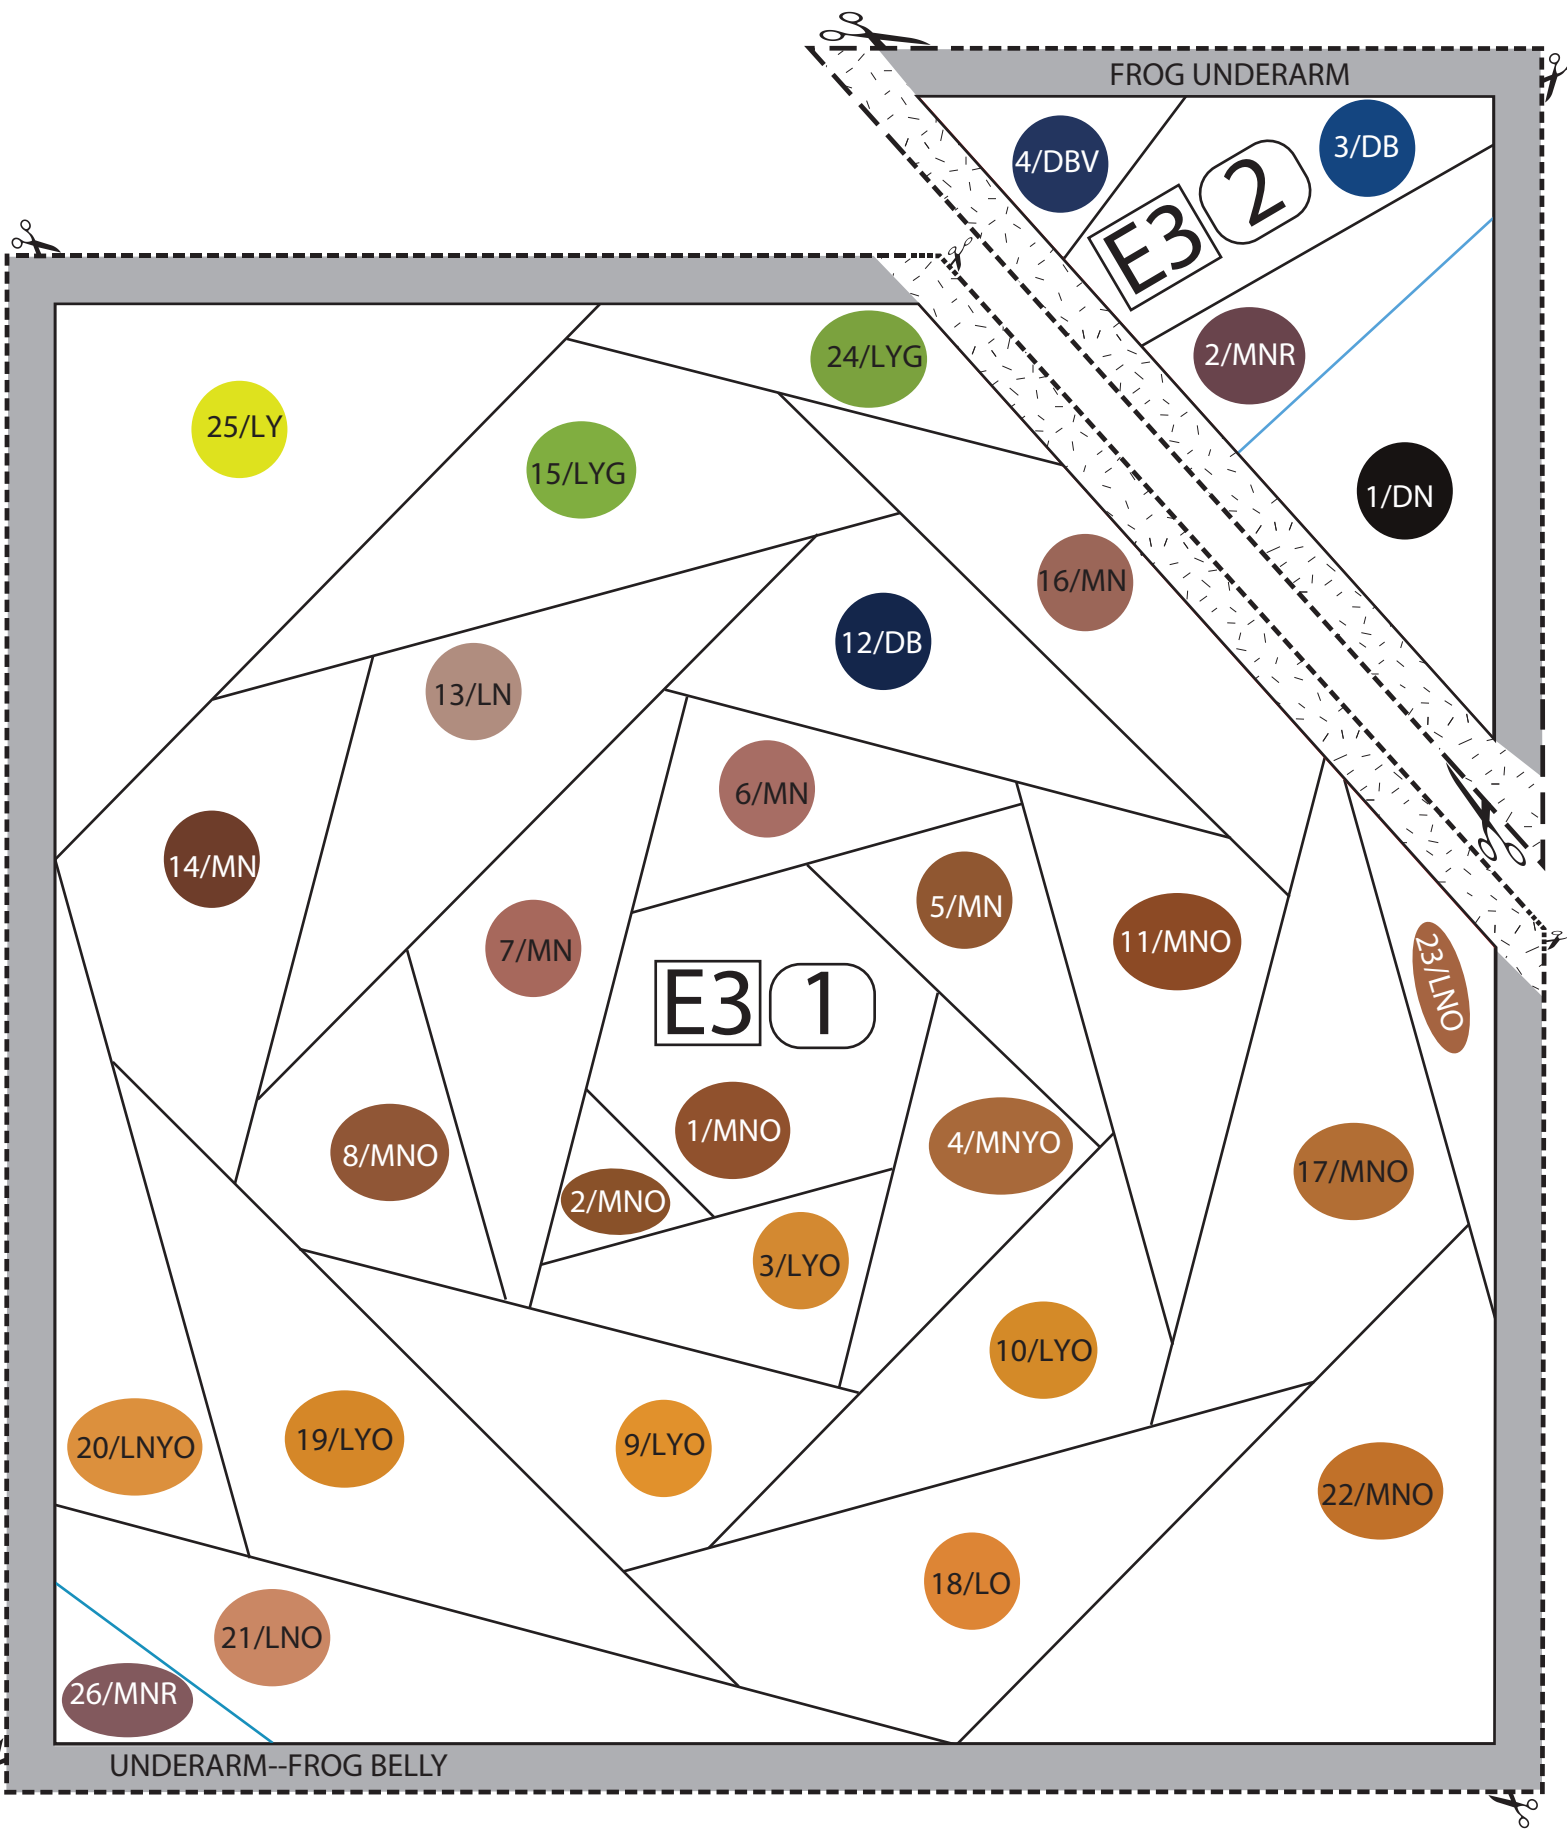 FROG UNDERARM
4/DBV
3/DB
E3 2
2/MNR
1/DN
24/LYG
25/LY
15/LYG
16/MN
12/DB
13/LN
6/MN
14/MN
5/MN
7/MN
11/MNO
23/LNO
E3 1
1/MNO
4/MNYO
8/MNO
17/MNO
2/MNO
3/LYO
10/LYO
20/LNYO
19/LYO
9/LYO
22/MNO
18/LO
21/LNO
26/MNR
UNDERARM--FROG BELLY